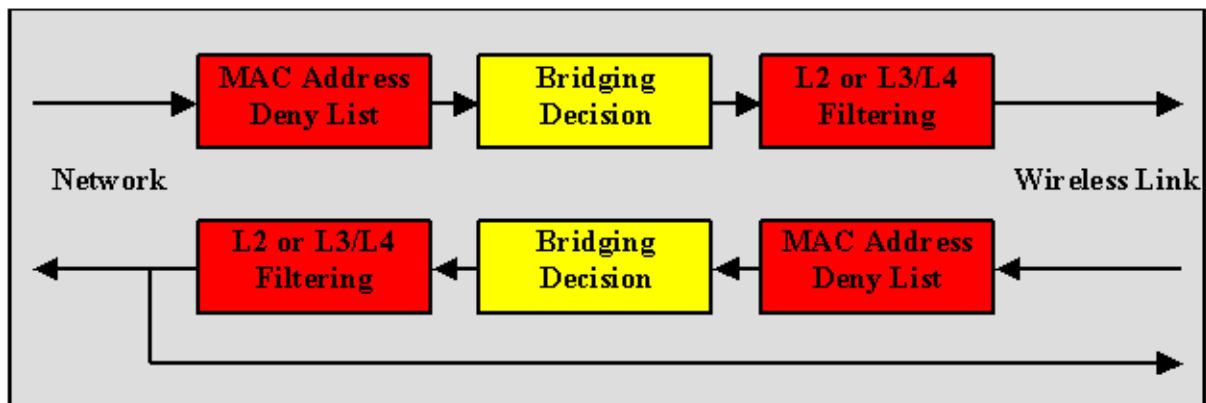 MAC Address
Deny List
Bridging
Decision
L2 or L3/L4
Filtering
Network
Wireless Link
L2 or L3/L4
Filtering
Bridging
Decision
MAC Address
Deny List